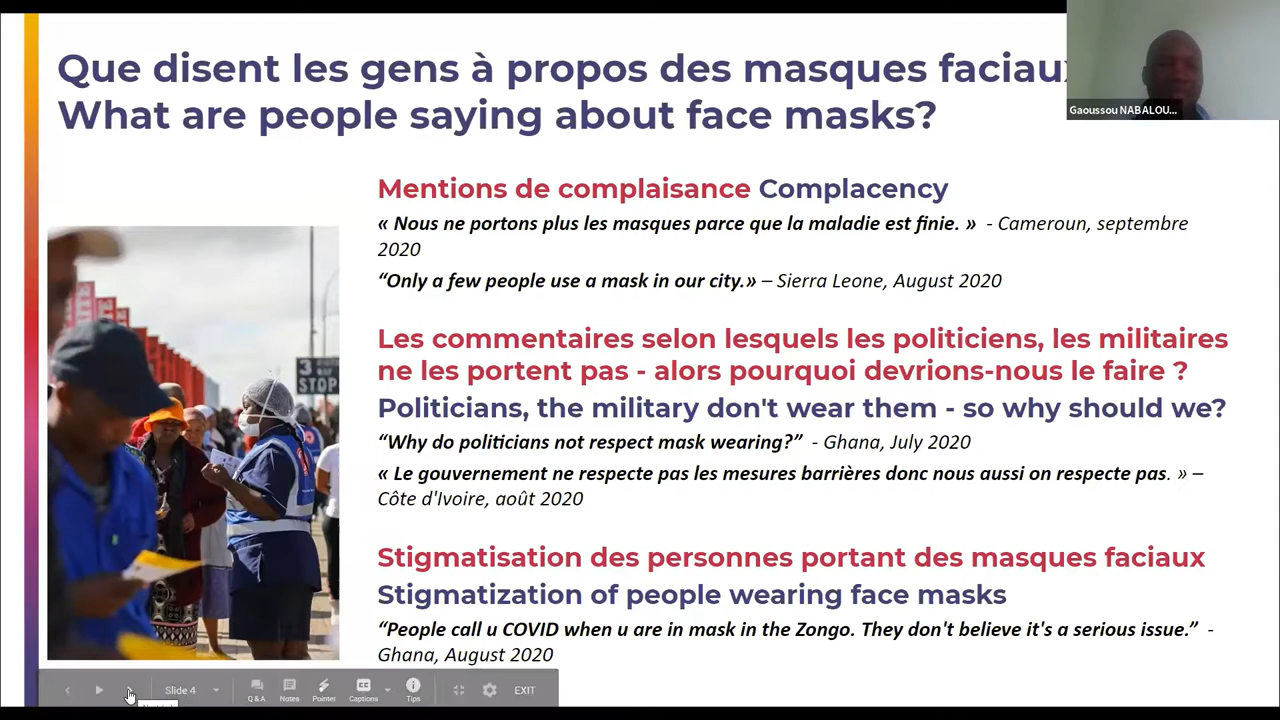 Que disent les gens à propos des masques faciaux
What are people saying about face masks?
Gaoussou NABALOU...
Mentions de complaisance Complacency
« Nous ne portons plus les masques parce que la maladie est finie. » - Cameroun, septembre
2020
“Only a few people use a mask in our city.» – Sierra Leone, August 2020
Les commentaires selon lesquels les politiciens, les militaires
ne les portent pas - alors pourquoi devrions-nous le faire ?
Politicians, the military don't wear them - so why should we?
“Why do politicians not respect mask wearing?” - Ghana, July 2020
« Le gouvernement ne respecte pas les mesures barrières donc nous aussi on respecte pas. » –
Côte d'Ivoire, août 2020
Stigmatisation des personnes portant des masques faciaux
Stigmatization of people wearing face masks
“People call u COVID when u are in mask in the Zongo. They don't believe it's a serious issue.” -
Ghana, August 2020
3
STOP
Slide 4
Q & A
Notes
Pointer
Captions
Tips
EXIT